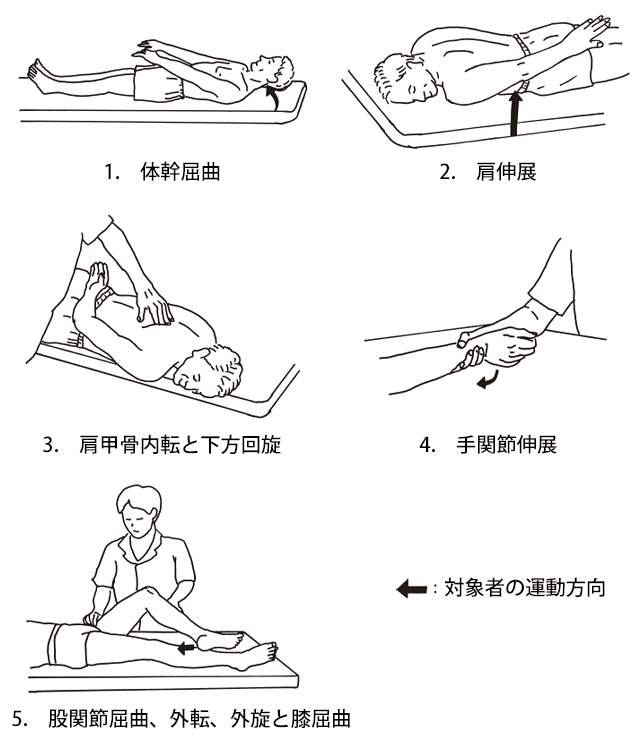 1. 体幹屈曲
2. 肩伸展
3. 肩甲骨内転と下方回旋
4. 手関節伸展
：対象者の運動方向
5. 股関節屈曲、外転、外旋と膝屈曲